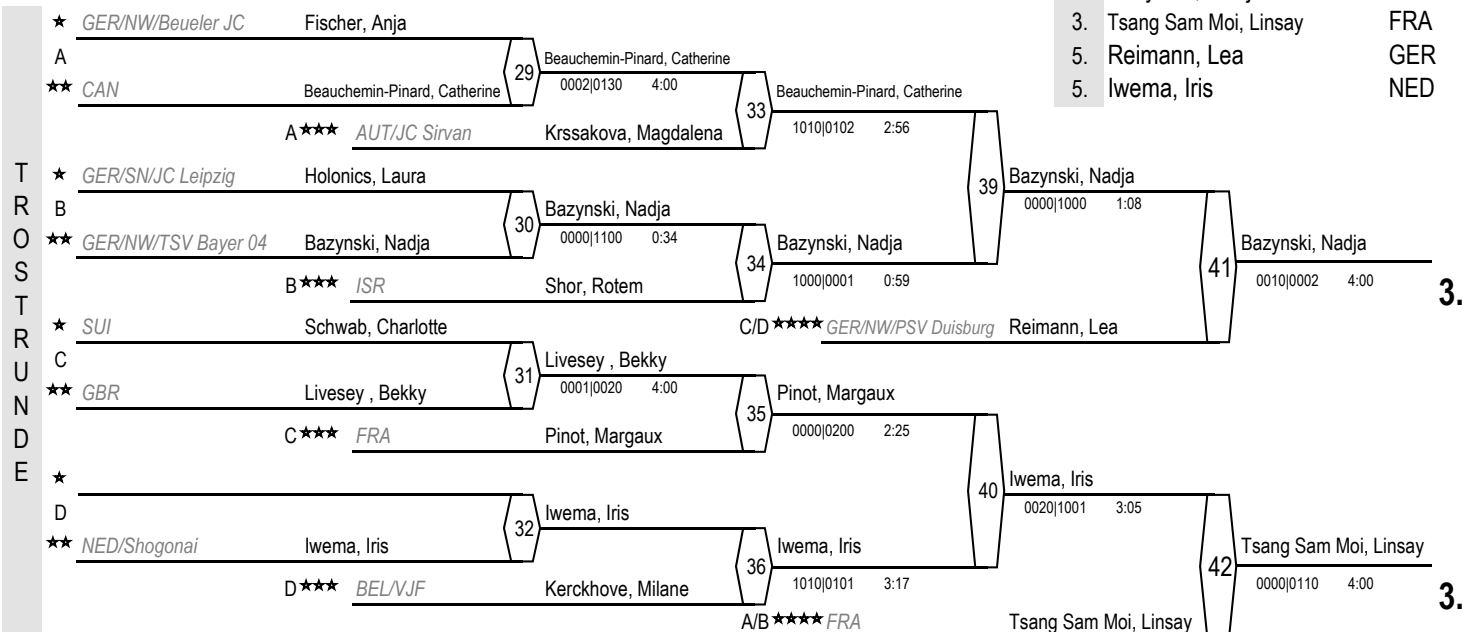 3. Tsang Sam Moi, Linsay FRA
5. Reimann, Lea GER
5. Iwema, Iris NED
TROSTRUNDE
★ GER/NW/Beueler JC Fischer, Anja
A
★★ CAN Beauchemin-Pinard, Catherine
29 Beauchemin-Pinard, Catherine
0002|0130 4:00
A★★★ AUT/JC Sirvan Krssakova, Magdalena
33 Beauchemin-Pinard, Catherine
1010|0102 2:56
★ GER/SN/JC Leipzig Holonics, Laura
B
★★ GER/NW/TSV Bayer 04 Bazynski, Nadja
30 Bazynski, Nadja
0000|1100 0:34
B★★★ ISR Shor, Rotem
34 Bazynski, Nadja
1000|0001 0:59
39 Bazynski, Nadja
0000|1000 1:08
C/D★★★★ GER/NW/PSV Duisburg Reimann, Lea
41 Bazynski, Nadja
0010|0002 4:00
3.
★ SUI Schwab, Charlotte
C
★★ GBR Livesey , Bekky
31 Livesey , Bekky
0001|0020 4:00
C★★★ FRA Pinot, Margaux
35 Pinot, Margaux
0000|0200 2:25
★
D
★★ NED/Shogonai Iwema, Iris
32 Iwema, Iris
D★★★ BEL/VJF Kerckhove, Milane
36 Iwema, Iris
1010|0101 3:17
40 Iwema, Iris
0020|1001 3:05
A/B★★★★ FRA Tsang Sam Moi, Linsay
42 Tsang Sam Moi, Linsay
0000|0110 4:00
3.